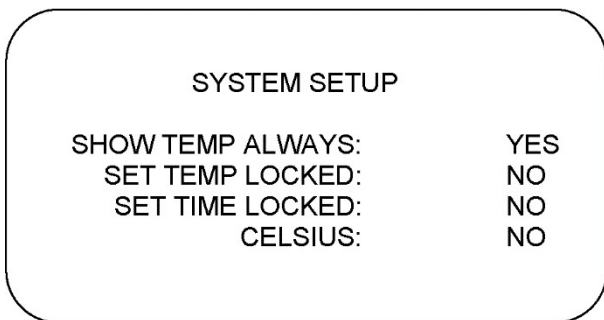 SYSTEM SETUP
SHOW TEMP ALWAYS: YES
SET TEMP LOCKED: NO
SET TIME LOCKED: NO
CELSIUS: NO